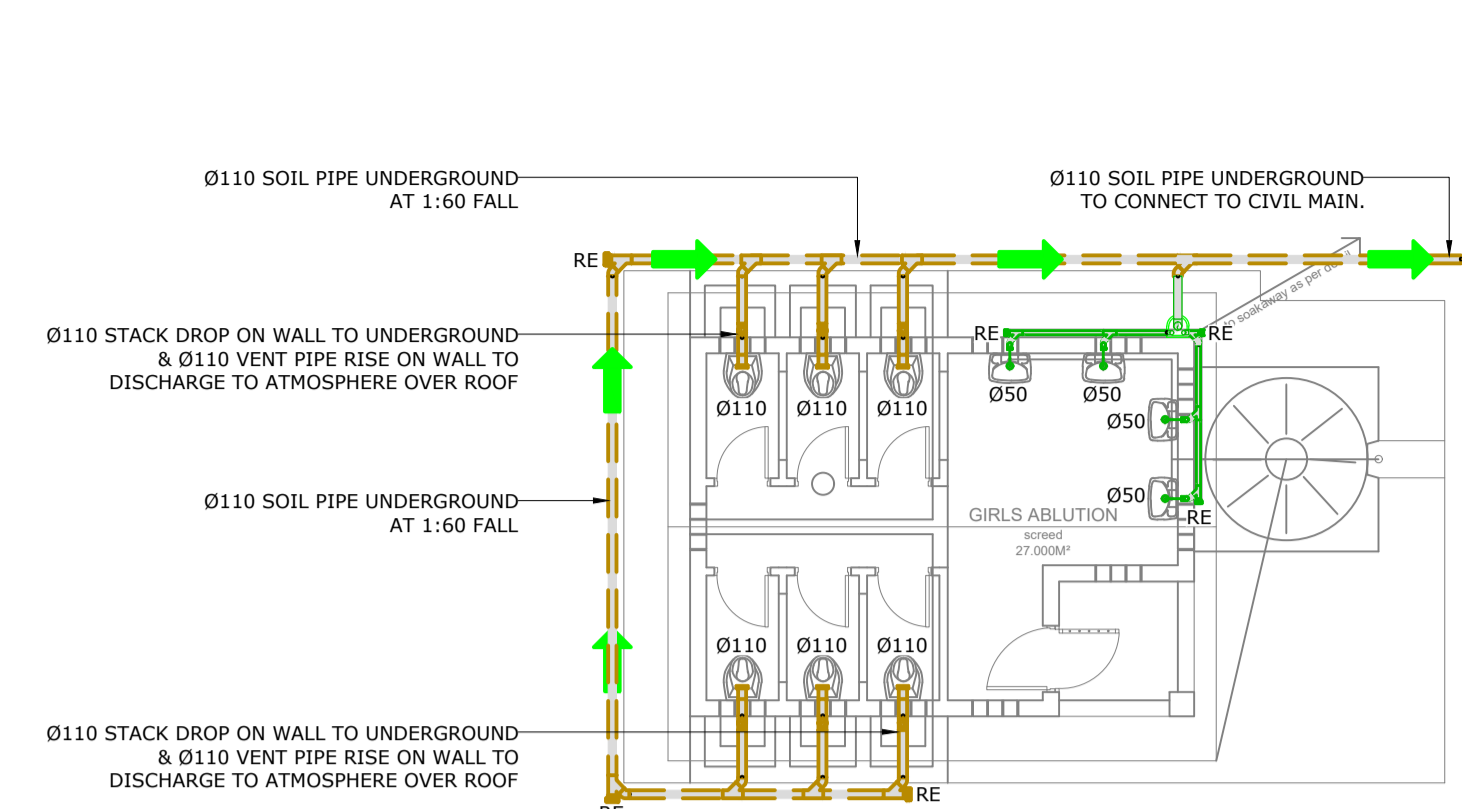 Ø110 SOIL PIPE UNDERGROUND
AT 1:60 FALL
Ø110 SOIL PIPE UNDERGROUND
TO CONNECT TO CIVIL MAIN.
RE
soakaway as per
Ø110 STACK DROP ON WALL TO UNDERGROUND
& Ø110 VENT PIPE RISE ON WALL TO
DISCHARGE TO ATMOSPHERE OVER ROOF
RE
RE
Ø110
Ø110
Ø110
Ø50
Ø50
Ø50
Ø110 SOIL PIPE UNDERGROUND
AT 1:60 FALL
Ø50
RE
GIRLS ABLUTION
screed
27.000M²
Ø110
Ø110
Ø110
Ø110 STACK DROP ON WALL TO UNDERGROUND
& Ø110 VENT PIPE RISE ON WALL TO
DISCHARGE TO ATMOSPHERE OVER ROOF
RE
RE